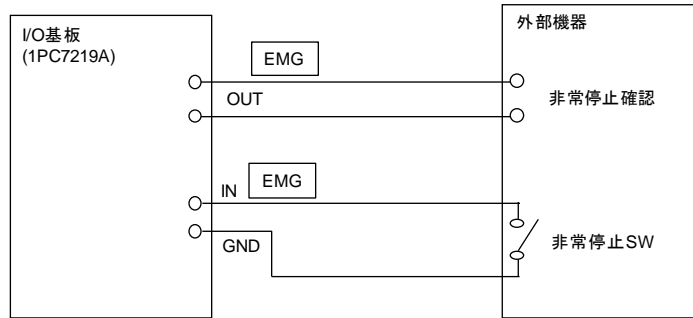 I/O基板
(1PC7219A)
外部機器
EMG
OUT
非常停止確認
EMG
IN
GND
非常停止SW